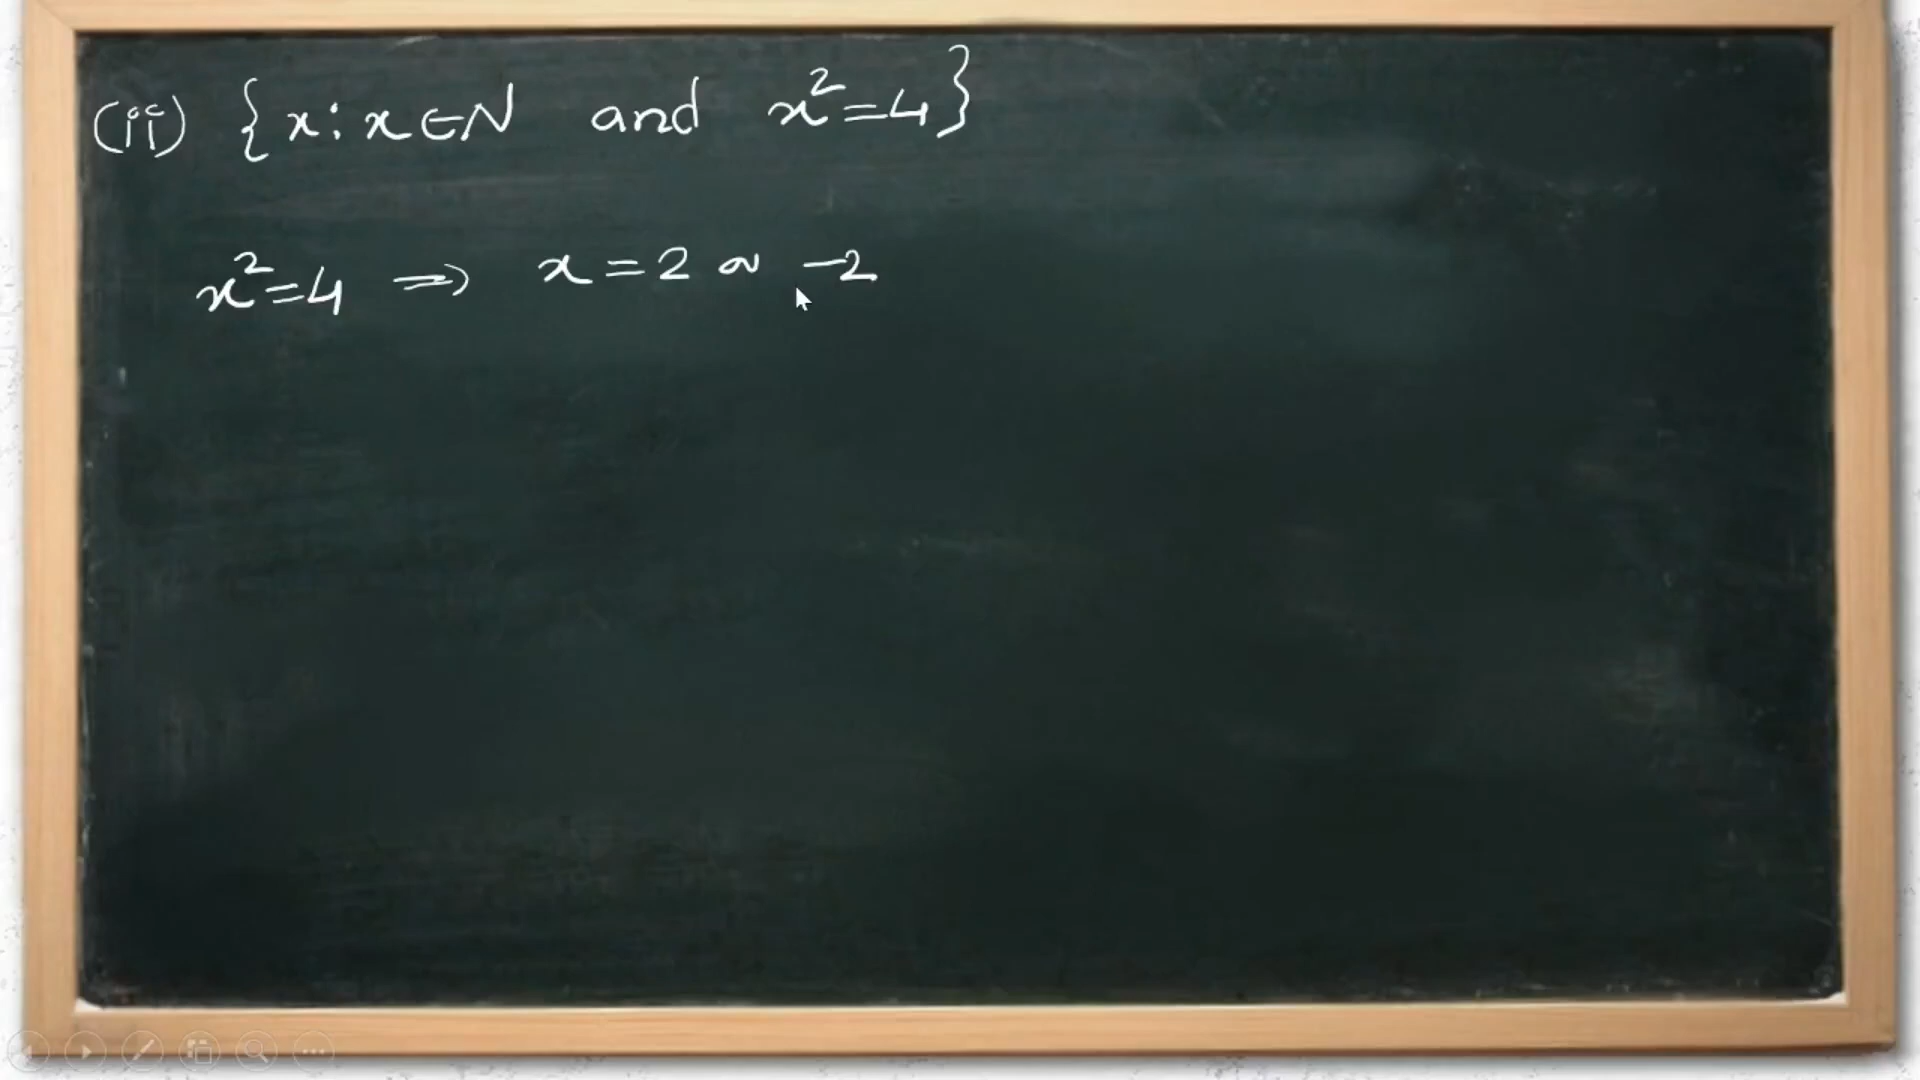 (ii) {x : x ∈ N and x² = 4}
x² = 4 ⇒ x = 2 or -2